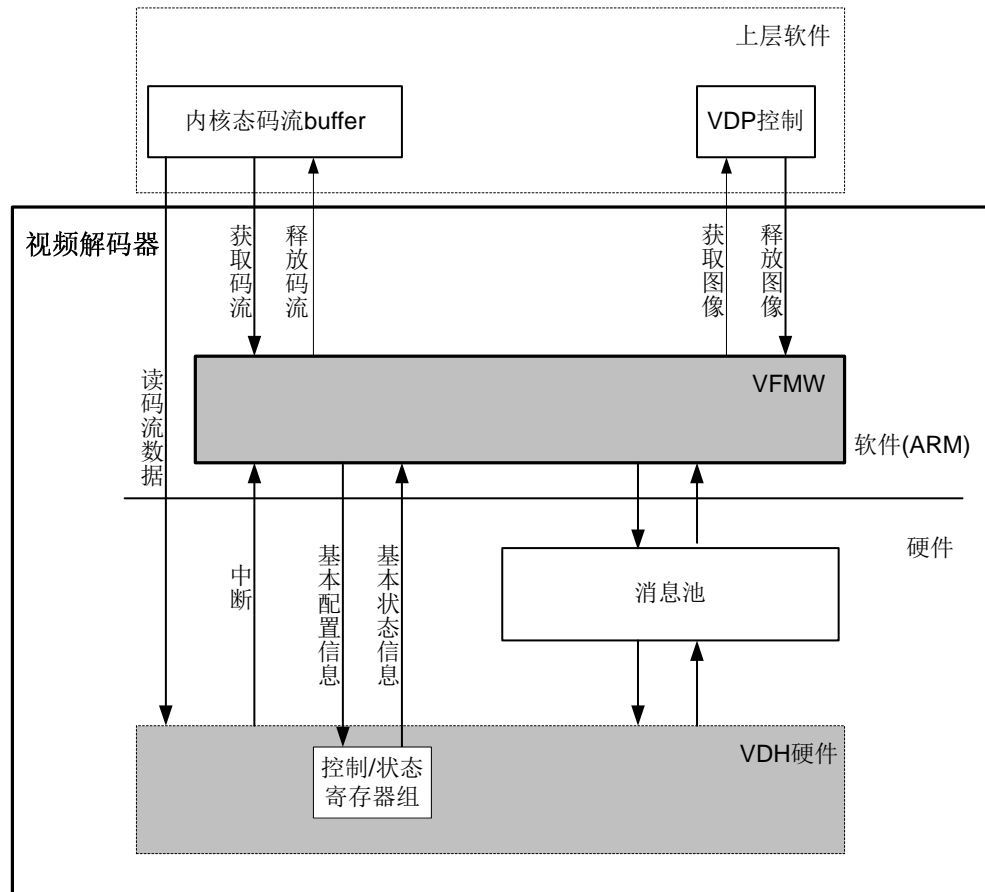 上层软件
内核态码流buffer
VDP控制
视频解码器
获取码流
释放码流
获取图像
释放图像
读码流数据
VFMW
软件(ARM)
硬件
中断
基本配置信息
基本状态信息
消息池
VDH硬件
控制/状态
寄存器组